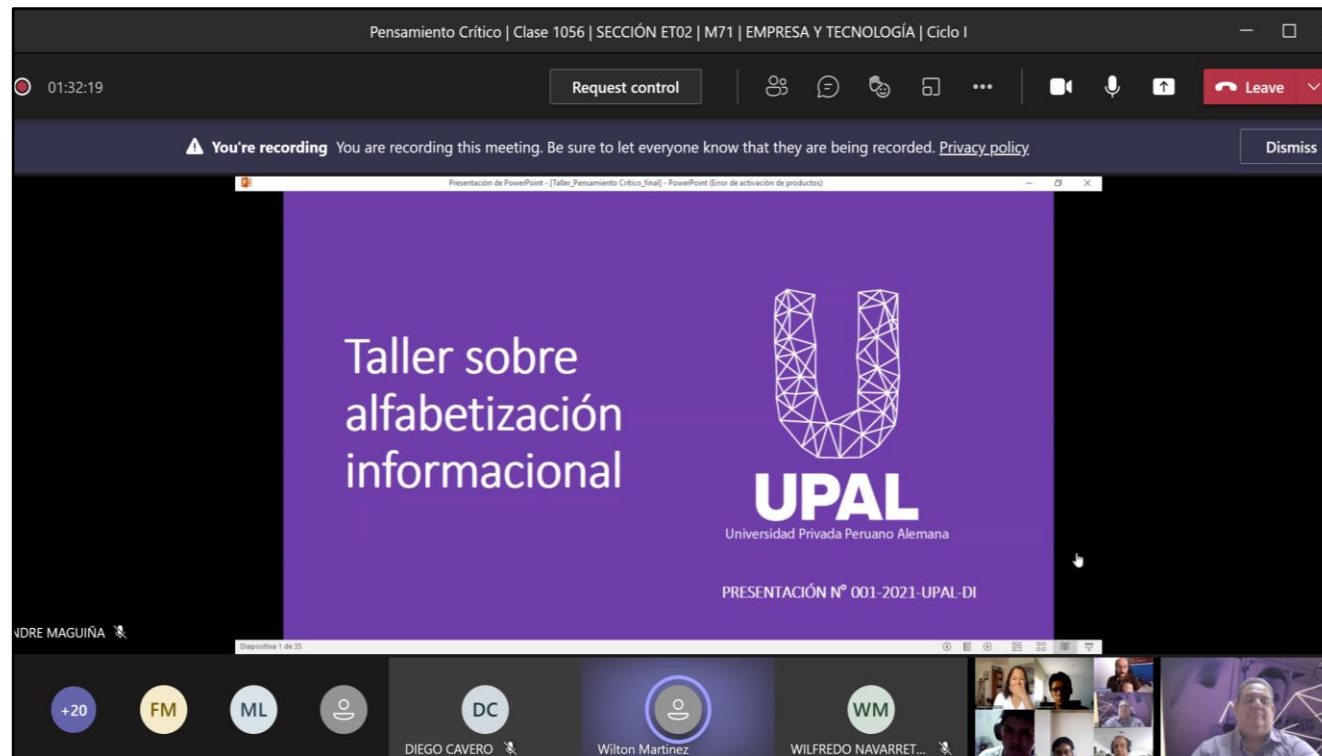 Pensamiento Crítico | Clase 1056 | SECCIÓN ET02 | M71 | EMPRESA Y TECNOLOGÍA | Ciclo I
01:32:19
Request control
Leave
You're recording You are recording this meeting. Be sure to let everyone know that they are being recorded. Privacy policy
Dismiss
Presentación de PowerPoint - [Taller_Pensamiento Crítico_final] - PowerPoint (Error de activación de productos)
Taller sobre
alfabetización
informacional
UPAL
Universidad Privada Peruano Alemana
PRESENTACIÓN N° 001-2021-UPAL-DI
NDRE MAGUIÑA
Diapositiva 1 de 35
+20
FM
ML
DC
WM
DIEGO CAVERO
Wilton Martinez
WILFREDO NAVARRET...